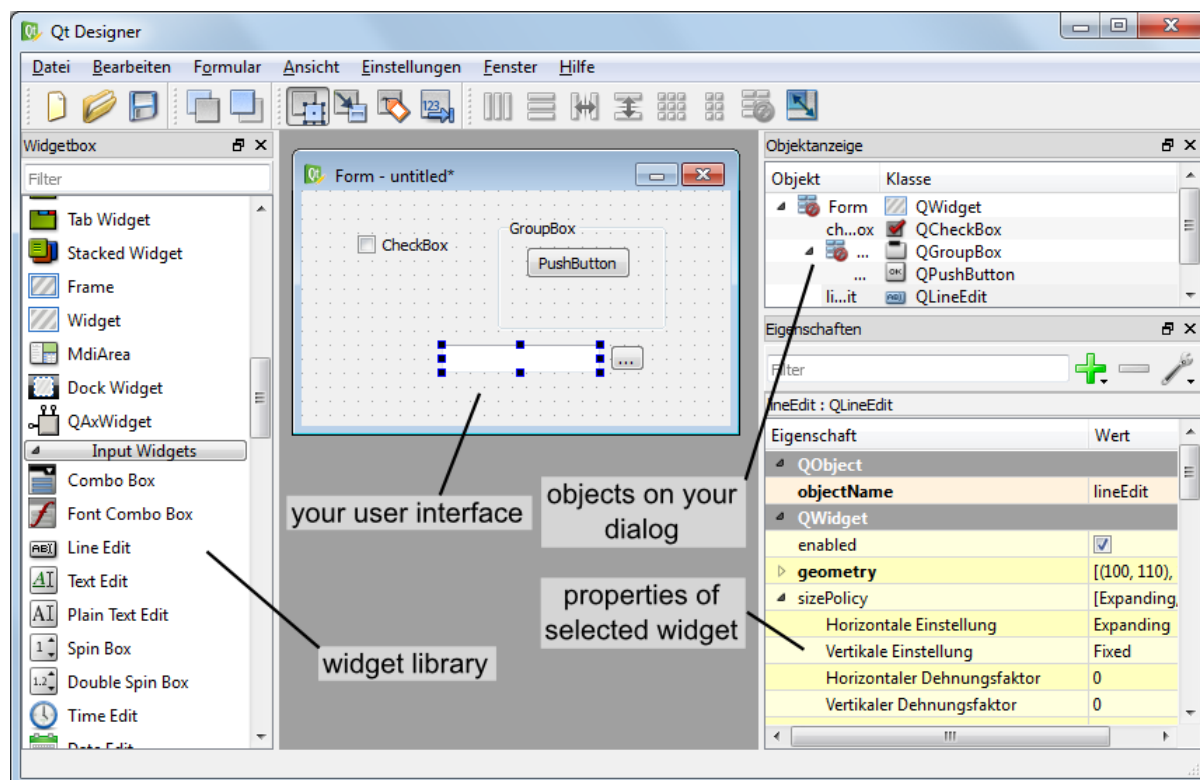 Qt Designer
Datei Bearbeiten Formular Ansicht Einstellungen Fenster Hilfe
123
Widgetbox
Filter
Tab Widget
Stacked Widget
Frame
Widget
MdiArea
Dock Widget
QAxWidget
Input Widgets
Combo Box
Font Combo Box
Line Edit
Text Edit
Plain Text Edit
Spin Box
Double Spin Box
Time Edit
Date Edit
Form - untitled*
CheckBox
GroupBox
PushButton
...
your user interface
objects on your
dialog
properties of
selected widget
widget library
Objektanzeige
Objekt Klasse
Form QWidget
ch...ox QCheckBox
... QGroupBox
... QPushButton
li...it QLineEdit
Eigenschaften
Filter
lineEdit : QLineEdit
Eigenschaft Wert
QObject
objectName lineEdit
QWidget
enabled
geometry [(100, 110),
sizePolicy [Expanding,
Horizontale Einstellung Expanding
Vertikale Einstellung Fixed
Horizontaler Dehnungsfaktor 0
Vertikaler Dehnungsfaktor 0